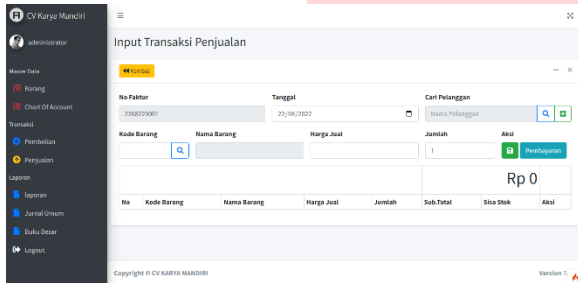 CV Karya Mandiri
administrator
Master Data
Barang
Chart Of Account
Transaksi
Pembelian
Penjualan
Laporan
laporan
Jurnal Umum
Buku Besar
Logout
Input Transaksi Penjualan
Kembali
No Faktur
Tanggal
Cari Pelanggan
2208220001
22/08/2022
Nama Pelanggan
Kode Barang
Nama Barang
Harga Jual
Jumlah
Aksi
1
Pembayaran
Rp 0
No Kode Barang Nama Barang Harga Jual Jumlah Sub.Total Sisa Stok Aksi
Copyright © CV KARYA MANDIRI
Version